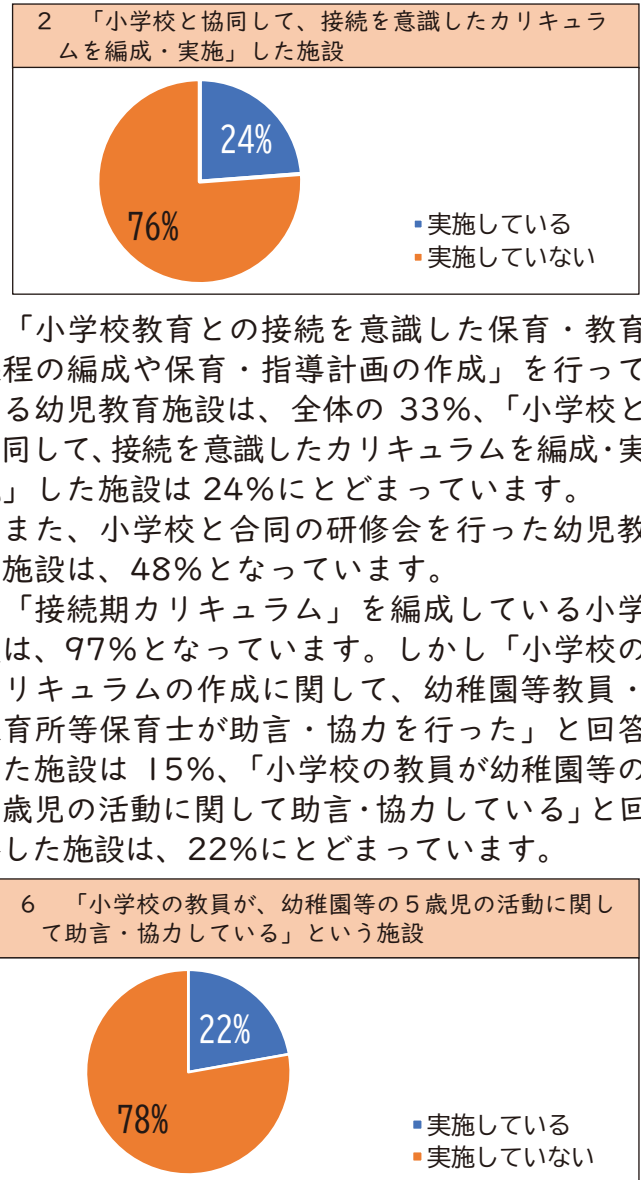 2 「小学校と協同して、接続を意識したカリキュラ
ムを編成・実施」した施設
24%
76%
実施している
実施していない
「小学校教育との接続を意識した保育・教育
程の編成や保育・指導計画の作成」を行って
る幼児教育施設は、全体の 33%、「小学校と
同して、接続を意識したカリキュラムを編成・実
」した施設は 24%にとどまっています。
また、小学校と合同の研修会を行った幼児教
施設は、48%となっています。
「接続期カリキュラム」を編成している小学
は、97%となっています。しかし「小学校の
リキュラムの作成に関して、幼稚園等教員・
育所等保育士が助言・協力を行った」と回答
た施設は 15%、「小学校の教員が幼稚園等の
歳児の活動に関して助言・協力している」と回
した施設は、22%にとどまっています。
6 「小学校の教員が、幼稚園等の５歳児の活動に関し
て助言・協力している」という施設
22%
78%
実施している
実施していない